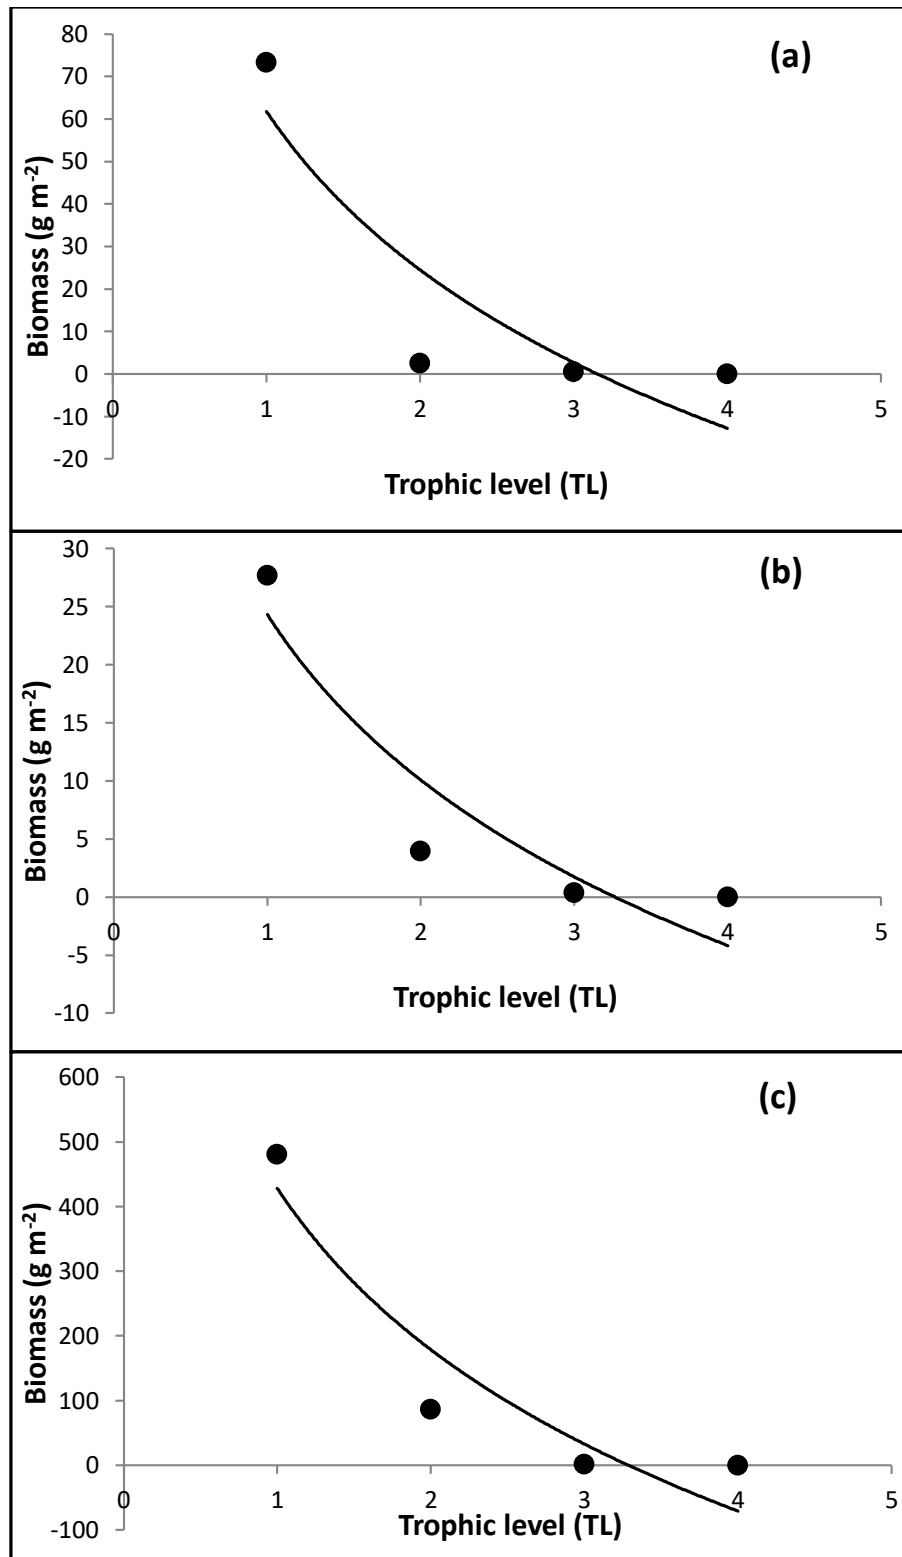 (a)
Biomass (g m⁻²)
80
70
60
50
40
30
20
10
0
-10
-20
0 1 2 3 4 5
Trophic level (TL)
(b)
Biomass (g m⁻²)
30
25
20
15
10
5
0
-5
-10
0 1 2 3 4 5
Trophic level (TL)
(c)
Biomass (g m⁻²)
600
500
400
300
200
100
0
-100
0 1 2 3 4 5
Trophic level (TL)